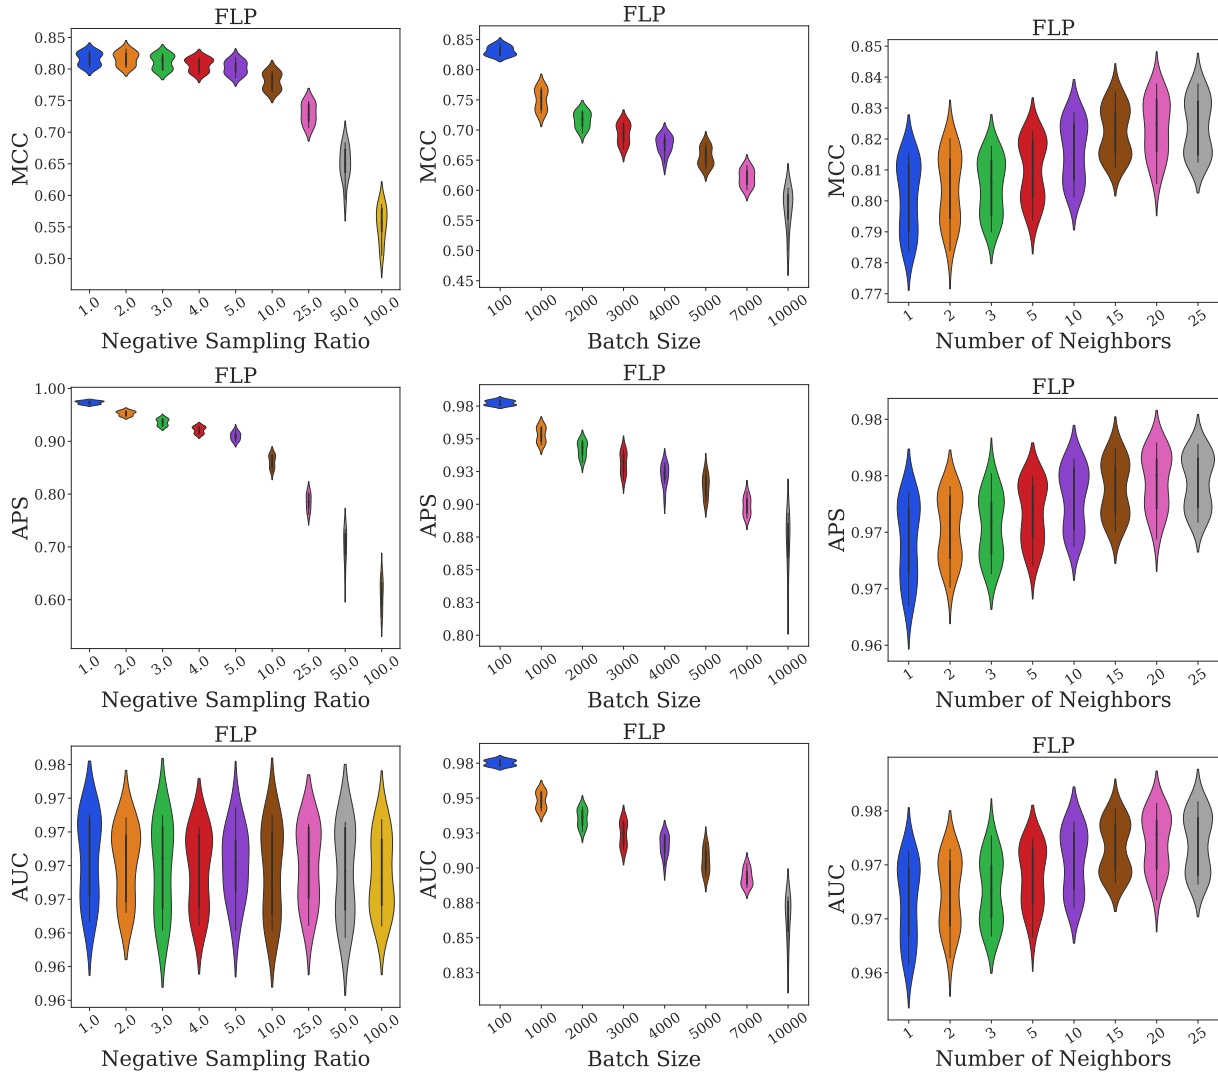 FLP
MCC
0.85
0.80
0.75
0.70
0.65
0.60
0.55
0.50
1.0 2.0 3.0 4.0 5.0 10.0 25.0 50.0 100.0
Negative Sampling Ratio
FLP
MCC
0.85
0.80
0.75
0.70
0.65
0.60
0.55
0.50
0.45
100 1000 2000 3000 4000 5000 7000 10000
Batch Size
FLP
MCC
0.85
0.84
0.83
0.82
0.81
0.80
0.79
0.78
0.77
1 2 3 5 10 15 20 25
Number of Neighbors
FLP
APS
1.00
0.90
0.80
0.70
0.60
1.0 2.0 3.0 4.0 5.0 10.0 25.0 50.0 100.0
Negative Sampling Ratio
FLP
APS
0.98
0.95
0.93
0.90
0.88
0.85
0.83
0.80
100 1000 2000 3000 4000 5000 7000 10000
Batch Size
FLP
APS
0.98
0.98
0.97
0.97
0.96
1 2 3 5 10 15 20 25
Number of Neighbors
FLP
AUC
0.98
0.97
0.97
0.97
0.97
0.96
0.96
0.96
1.0 2.0 3.0 4.0 5.0 10.0 25.0 50.0 100.0
Negative Sampling Ratio
FLP
AUC
0.98
0.95
0.93
0.90
0.88
0.85
0.83
100 1000 2000 3000 4000 5000 7000 10000
Batch Size
FLP
AUC
0.98
0.97
0.97
0.96
1 2 3 5 10 15 20 25
Number of Neighbors